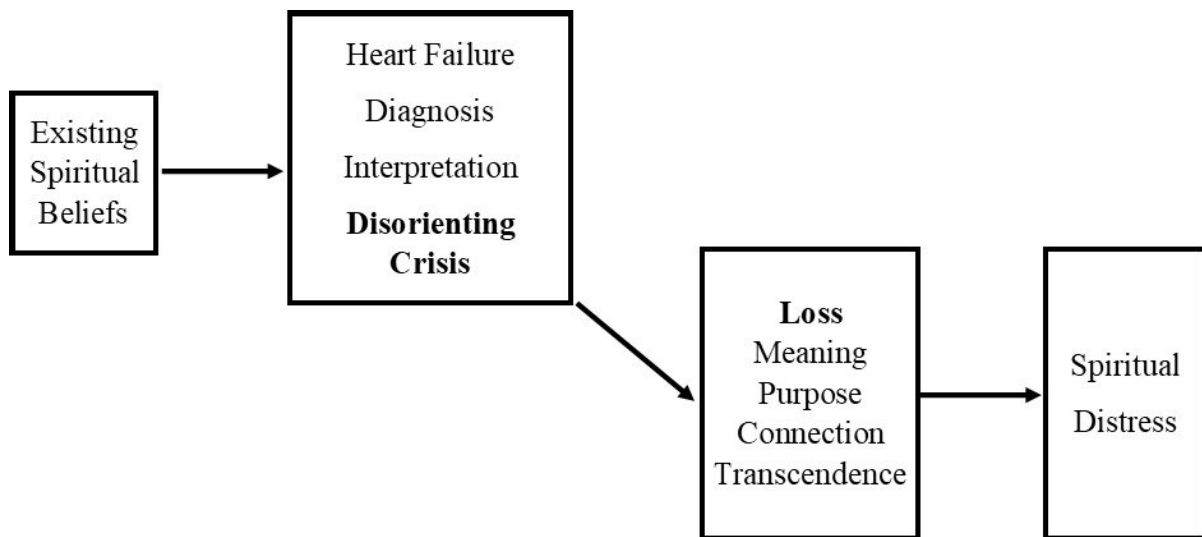 Existing
Spiritual
Beliefs
Heart Failure
Diagnosis
Interpretation
Disorienting
Crisis
Loss
Meaning
Purpose
Connection
Transcendence
Spiritual
Distress